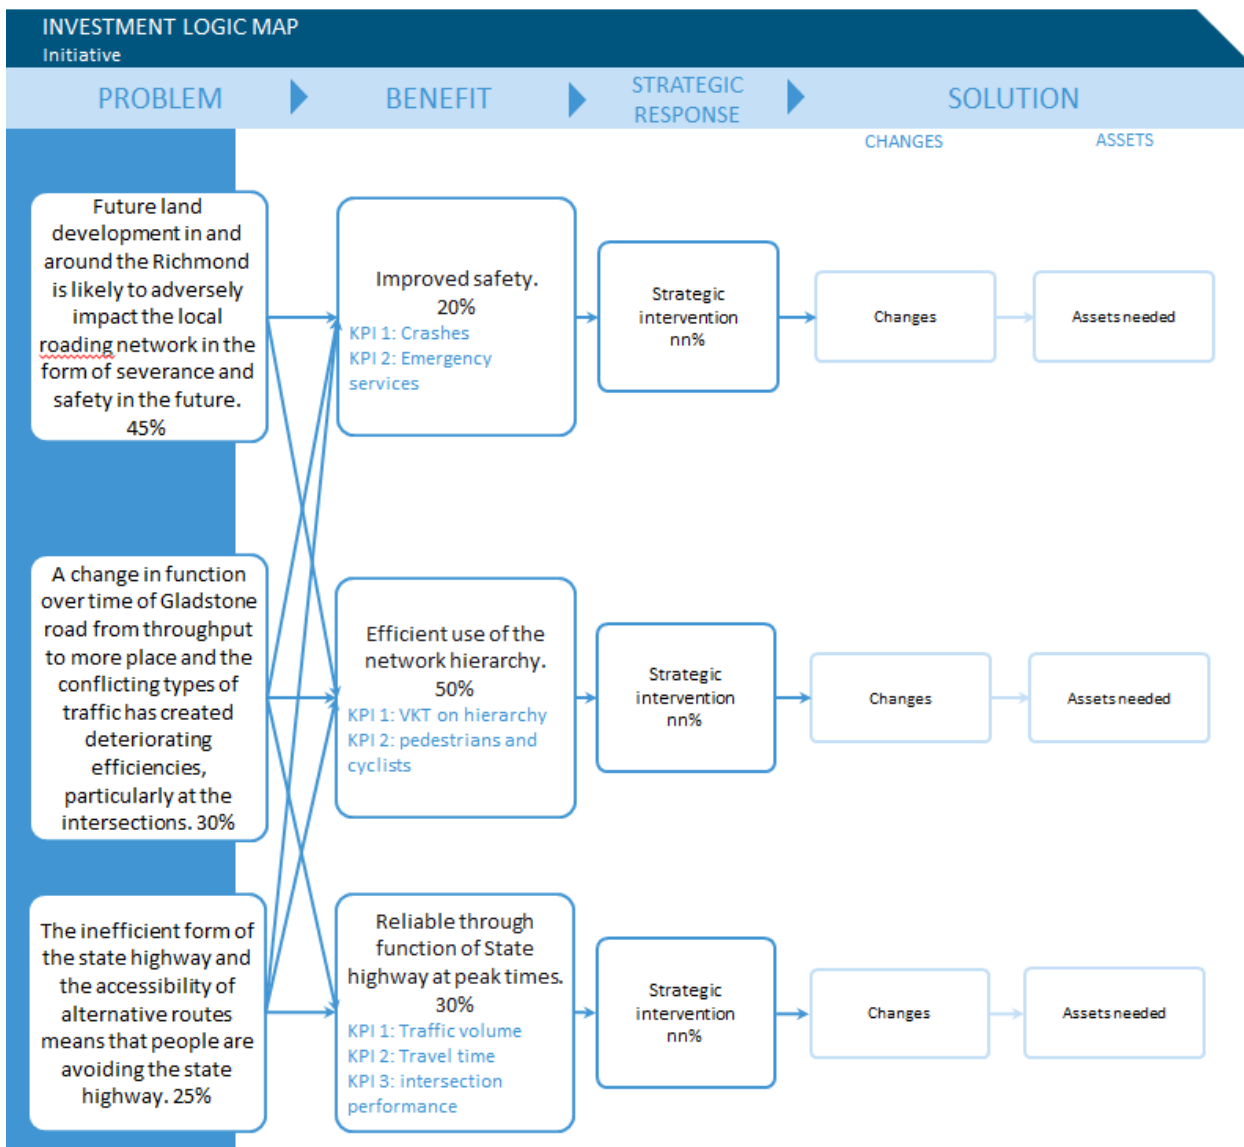 INVESTMENT LOGIC MAP
Initiative
PROBLEM
BENEFIT
STRATEGIC
RESPONSE
SOLUTION
CHANGES
ASSETS
Future land
development in and
around the Richmond
is likely to adversely
impact the local
roading network in the
form of severance and
safety in the future.
45%
Improved safety.
20%
KPI 1: Crashes
KPI 2: Emergency
services
Strategic
intervention
nn%
Changes
Assets needed
A change in function
over time of Gladstone
road from throughput
to more place and the
conflicting types of
traffic has created
deteriorating
efficiencies,
particularly at the
intersections. 30%
Efficient use of the
network hierarchy.
50%
KPI 1: VKT on hierarchy
KPI 2: pedestrians and
cyclists
Strategic
intervention
nn%
Changes
Assets needed
The inefficient form of
the state highway and
the accessibility of
alternative routes
means that people are
avoiding the state
highway. 25%
Reliable through
function of State
highway at peak times.
30%
KPI 1: Traffic volume
KPI 2: Travel time
KPI 3: intersection
performance
Strategic
intervention
nn%
Changes
Assets needed